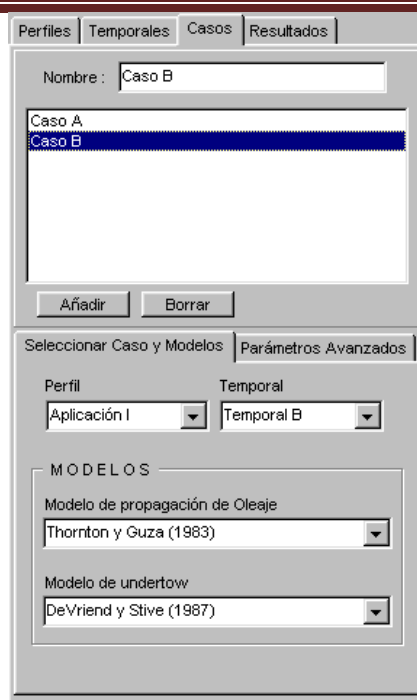 Perfiles Temporales Casos Resultados
Nombre : Caso B
Caso A
Caso B
Añadir Borrar
Seleccionar Caso y Modelos Parámetros Avanzados
Perfil Temporal
Aplicación I Temporal B
MODELOS
Modelo de propagación de Oleaje
Thornton y Guza (1983)
Modelo de undertow
DeVriend y Stive (1987)